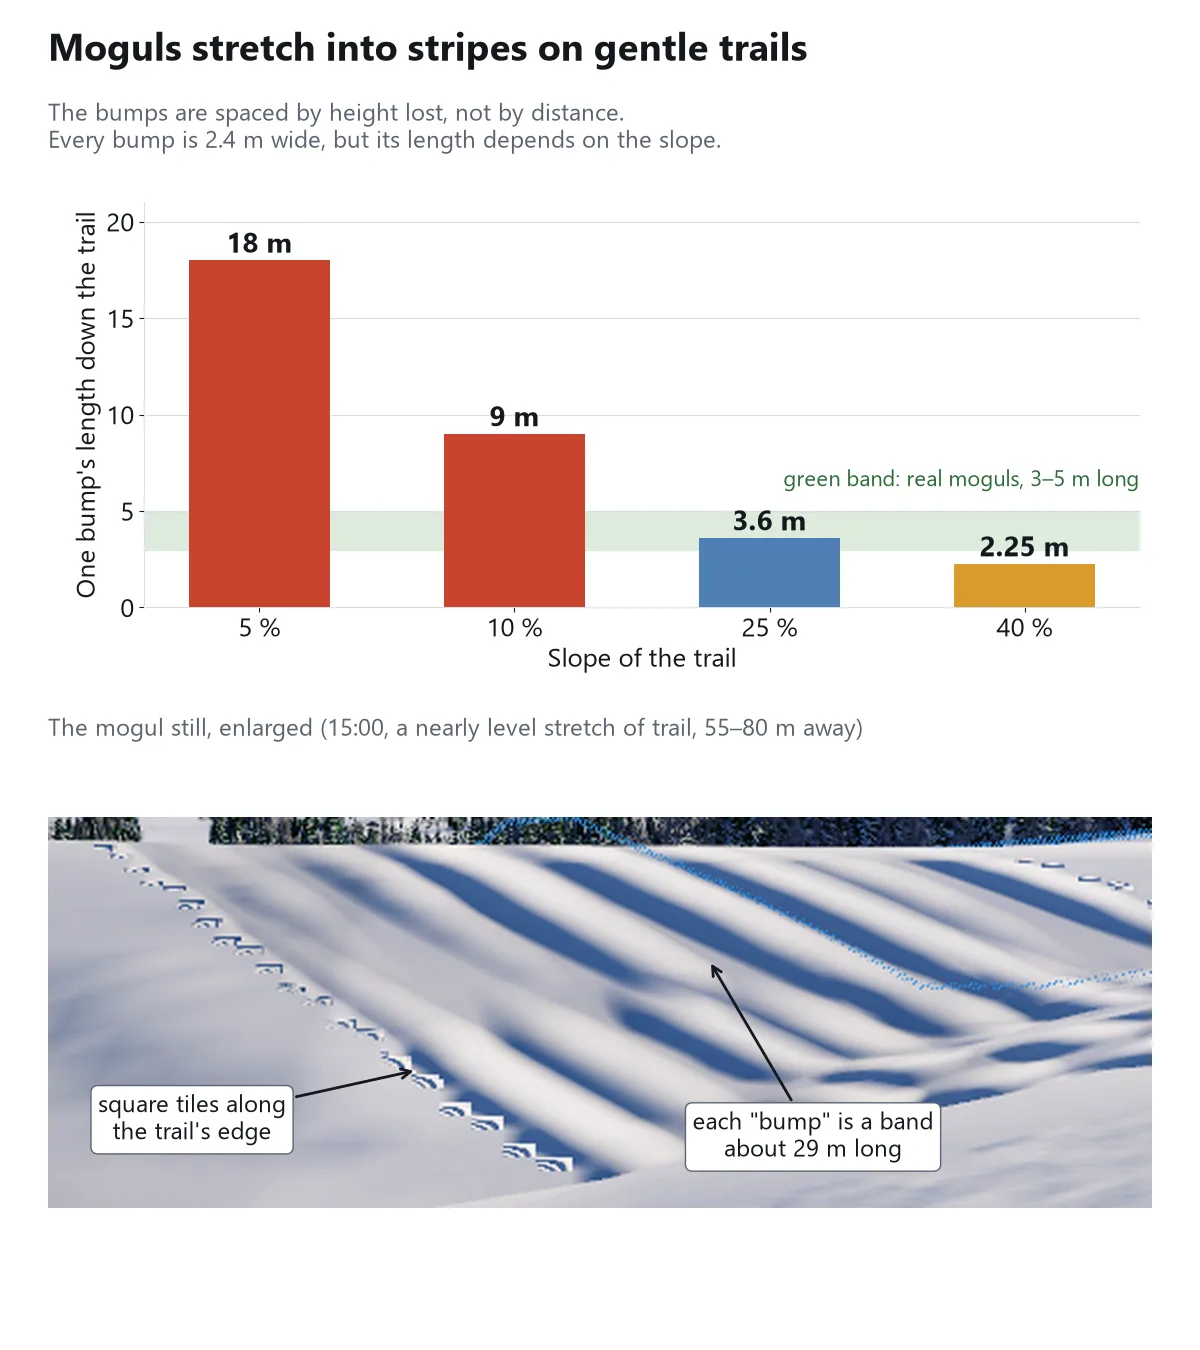 Moguls stretch into stripes on gentle trails
The bumps are spaced by height lost, not by distance.
Every bump is 2.4 m wide, but its length depends on the slope.
One bump's length down the trail
20
15
10
5
0
18 m
9 m
green band: real moguls, 3–5 m long
3.6 m
2.25 m
5 %
10 %
25 %
40 %
Slope of the trail
The mogul still, enlarged (15:00, a nearly level stretch of trail, 55–80 m away)
square tiles along
the trail's edge
each "bump" is a band
about 29 m long